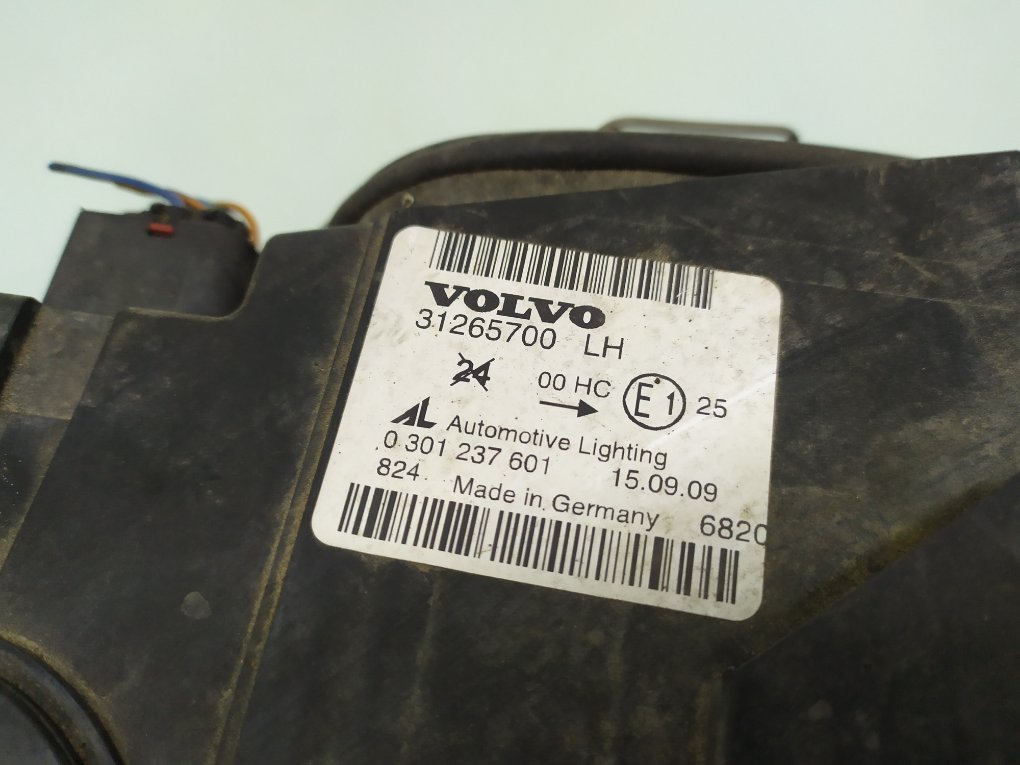 VOLVO
31265700 LH
24 00 HC E1 25
AL Automotive Lighting
0 301 237 601 15.09.09
824 Made in Germany 6820